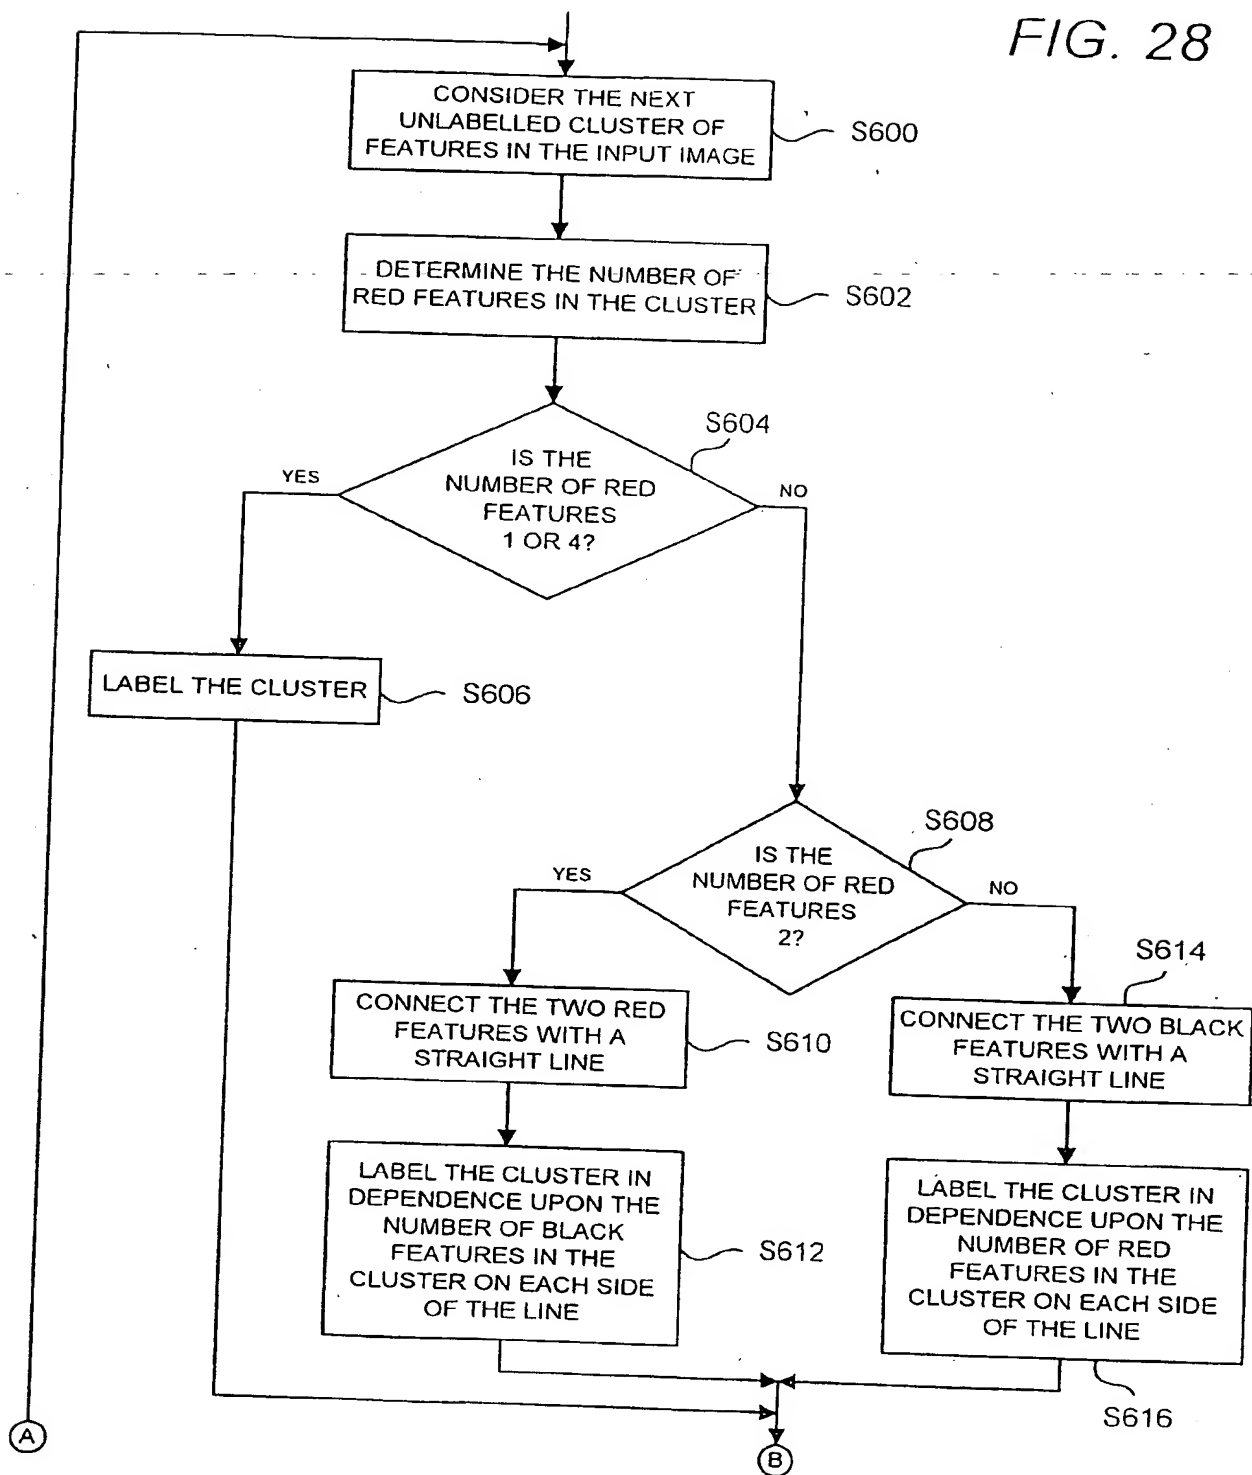 FIG. 28
CONSIDER THE NEXT
UNLABELLED CLUSTER OF
FEATURES IN THE INPUT IMAGE
S600
DETERMINE THE NUMBER OF
RED FEATURES IN THE CLUSTER
S602
S604
IS THE
NUMBER OF RED
FEATURES
1 OR 4?
YES
NO
LABEL THE CLUSTER
S606
S608
IS THE
NUMBER OF RED
FEATURES
2?
YES
NO
CONNECT THE TWO RED
FEATURES WITH A
STRAIGHT LINE
S610
S614
CONNECT THE TWO BLACK
FEATURES WITH A
STRAIGHT LINE
LABEL THE CLUSTER IN
DEPENDENCE UPON THE
NUMBER OF BLACK
FEATURES IN THE
CLUSTER ON EACH SIDE
OF THE LINE
S612
LABEL THE CLUSTER IN
DEPENDENCE UPON THE
NUMBER OF RED
FEATURES IN THE
CLUSTER ON EACH SIDE
OF THE LINE
S616
A
B